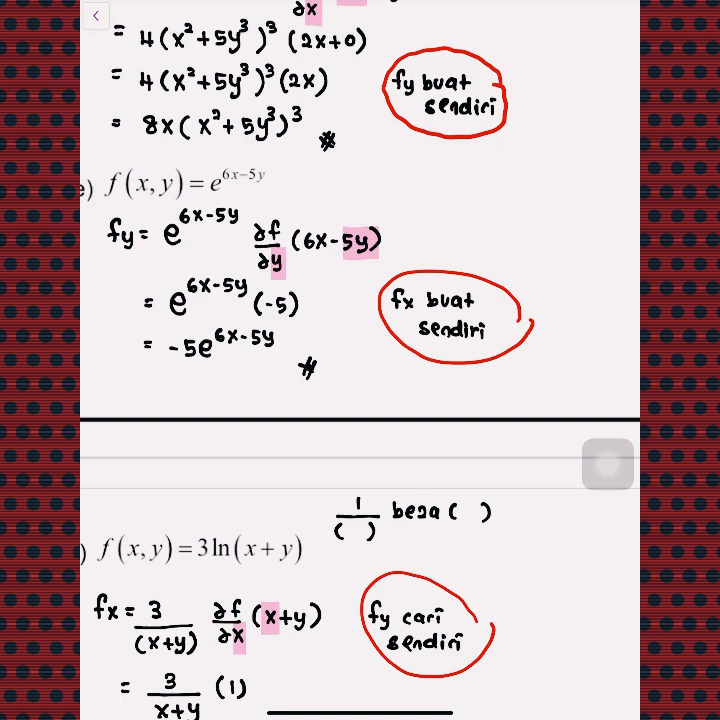 ∂x
= 4(x²+5y³)³(2x+0)
= 4(x²+5y³)³(2x)
= 8x(x²+5y³)³ *
fy buat
sendiri
e) f(x,y)=e^{6x-5y}
fy = e^{6x-5y} ∂f/∂y (6x-5y)
= e^{6x-5y} (-5)
= -5e^{6x-5y} *
fx buat
sendiri
1/( ) beza ( )
) f(x,y)=3ln(x+y)
fx = 3/(x+y) ∂f/∂x (x+y)
= 3/x+y (1)
fy cari
sendiri